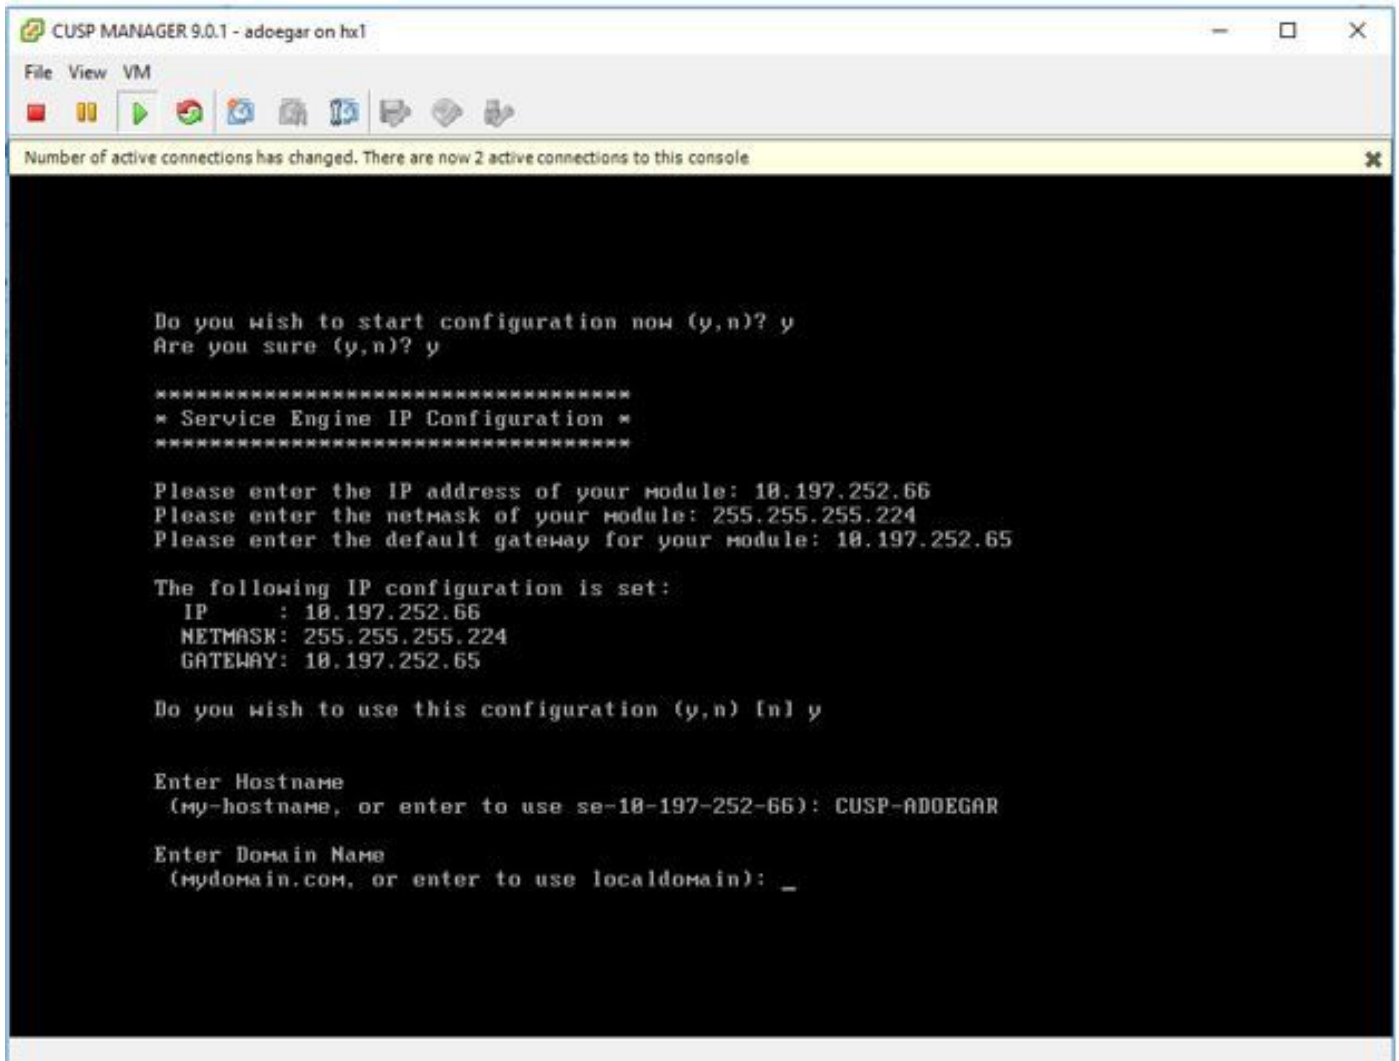 CUSP MANAGER 9.0.1 - adoegar on hx1
File View VM
Number of active connections has changed. There are now 2 active connections to this console
Do you wish to start configuration now (y,n)? y
Are you sure (y,n)? y
***********************************
* Service Engine IP Configuration *
***********************************
Please enter the IP address of your module: 10.197.252.66
Please enter the netmask of your module: 255.255.255.224
Please enter the default gateway for your module: 10.197.252.65
The following IP configuration is set:
IP : 10.197.252.66
NETMASK: 255.255.255.224
GATEWAY: 10.197.252.65
Do you wish to use this configuration (y,n) [n] y
Enter Hostname
(my-hostname, or enter to use se-10-197-252-66): CUSP-ADOEGAR
Enter Domain Name
(mydomain.com, or enter to use localdomain): _